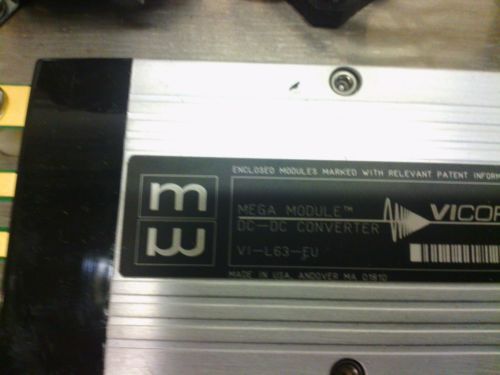 ENCLOSED MODULES MARKED WITH RELEVANT PATENT INFORM
m
m
MEGA MODULE™
VICOR
DC-DC CONVERTER
VI-L63-EU
MADE IN USA, ANDOVER MA. 01810